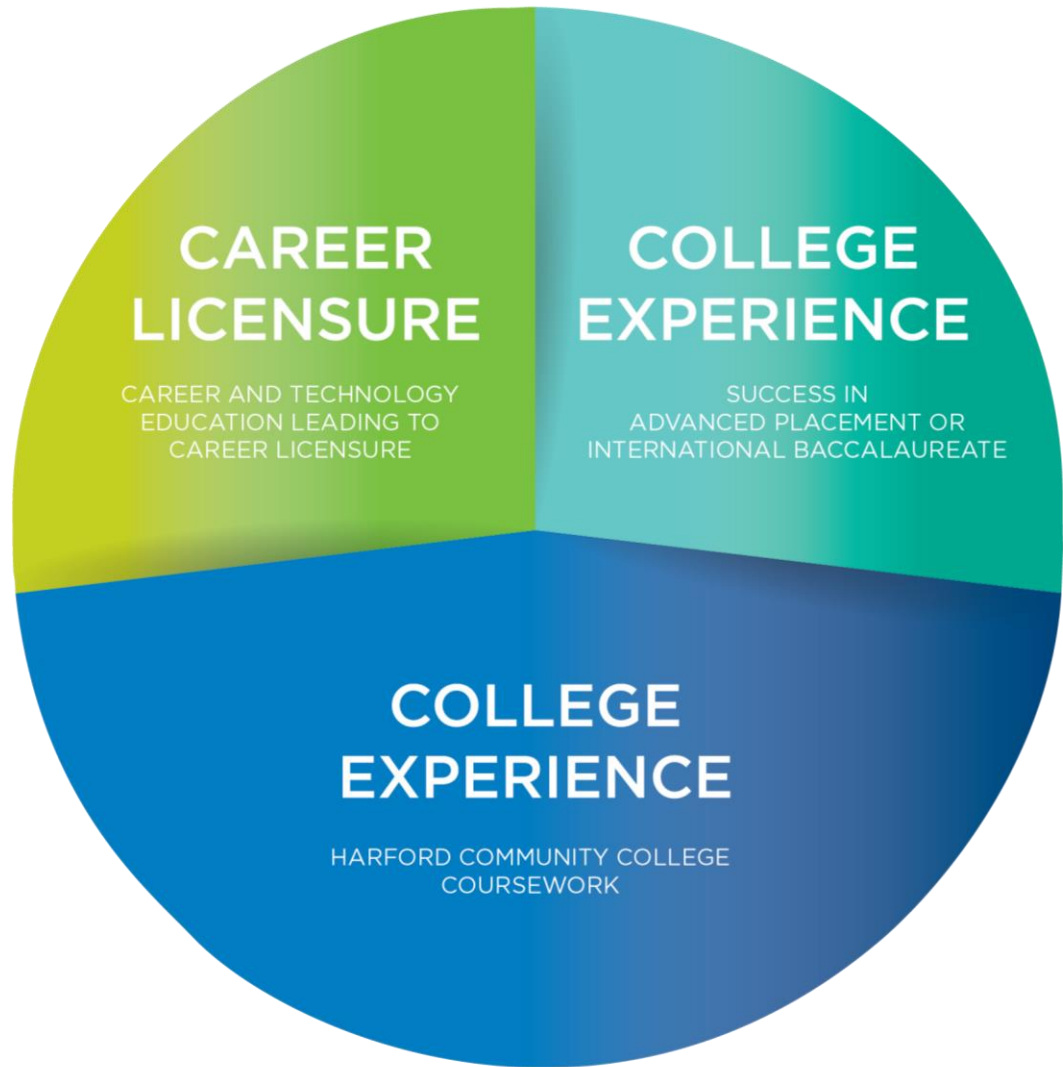 CAREER
LICENSURE
CAREER AND TECHNOLOGY
EDUCATION LEADING TO
CAREER LICENSURE
COLLEGE
EXPERIENCE
SUCCESS IN
ADVANCED PLACEMENT OR
INTERNATIONAL BACCALAUREATE
COLLEGE
EXPERIENCE
HARFORD COMMUNITY COLLEGE
COURSEWORK